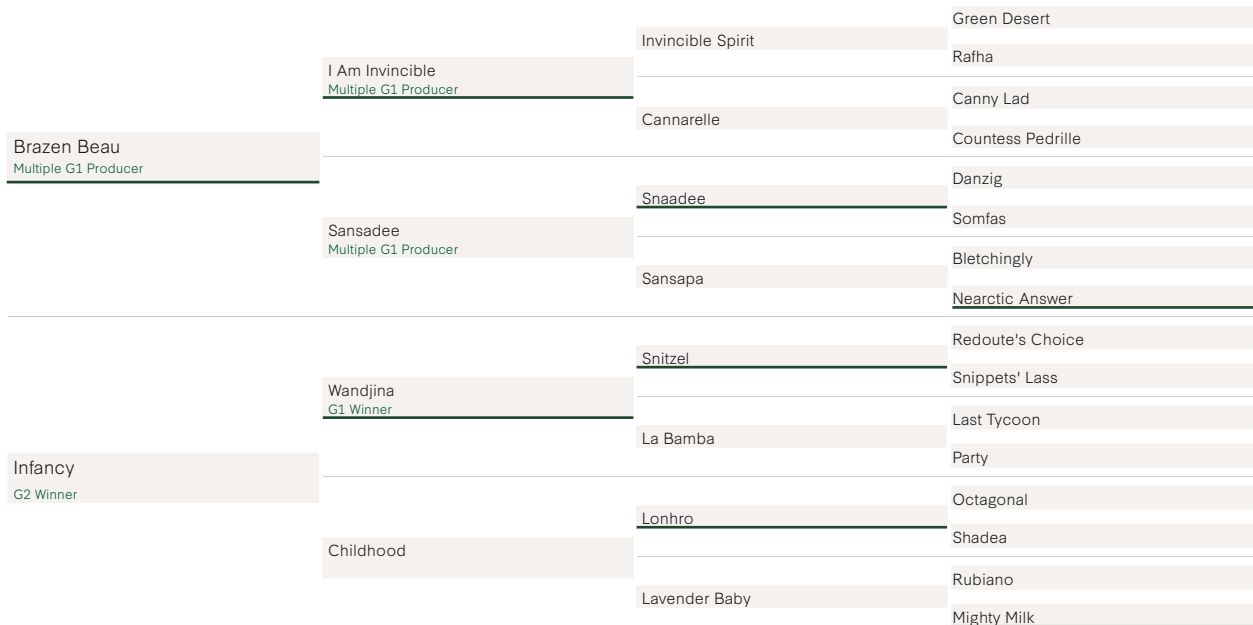 Green Desert
Invincible Spirit
Rafha
I Am Invincible
Multiple G1 Producer
Canny Lad
Cannarelle
Countess Pedrille
Brazen Beau
Multiple G1 Producer
Danzig
Snaadee
Somfas
Sansadee
Multiple G1 Producer
Bletchingly
Sansapa
Nearctic Answer
Redoute's Choice
Snitzel
Snippets' Lass
Wandjina
G1 Winner
Last Tycoon
La Bamba
Party
Infancy
G2 Winner
Octagonal
Lonhro
Shadea
Childhood
Rubiano
Lavender Baby
Mighty Milk